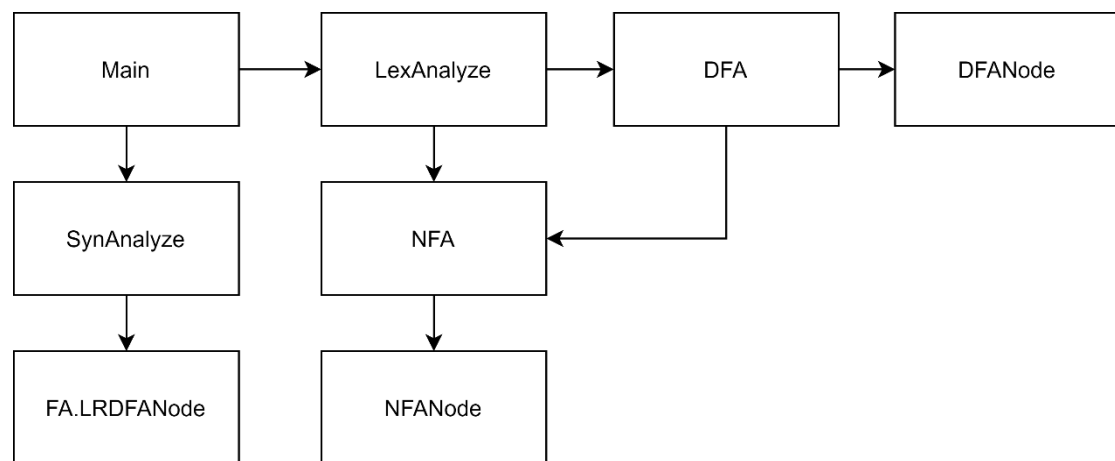 Main
LexAnalyze
DFA
DFANode
SynAnalyze
NFA
FA.LRDFANode
NFANode